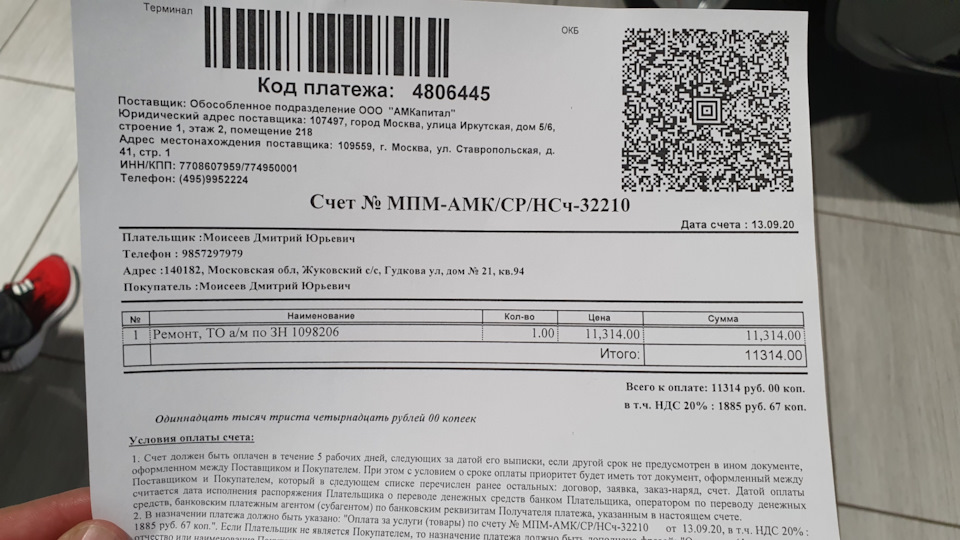 Терминал
ОКБ
Код платежа: 4806445
Поставщик: Обособленное подразделение ООО "АМКапитал"
Юридический адрес поставщика: 107497, город Москва, улица Иркутская, дом 5/6,
строение 1, этаж 2, помещение 218
Адрес местонахождения поставщика: 109559, г. Москва, ул. Ставропольская, д.
41, стр. 1
ИНН/КПП: 7708607959/774950001
Телефон: (495)9952224
Счет № МПМ-АМК/СР/НСч-32210
Дата счета : 13.09.20
Плательщик :Моисеев Дмитрий Юрьевич
Телефон : 9857297979
Адрес :140182, Московская обл, Жуковский с/с, Гудкова ул, дом № 21, кв.94
Покупатель :Моисеев Дмитрий Юрьевич
№ Наименование Кол-во Цена Сумма
1 Ремонт, ТО а/м по ЗН 1098206 1.00 11,314.00 11,314.00
Итого: 11314.00
Всего к оплате: 11314 руб. 00 коп.
в т.ч. НДС 20% : 1885 руб. 67 коп.
Одиннадцать тысяч триста четырнадцать рублей 00 копеек
Условия оплаты счета:
1. Счет должен быть оплачен в течение 5 рабочих дней, следующих за датой его выписки, если другой срок не предусмотрен в ином документе,
оформленном между Поставщиком и Покупателем. При этом с условием о сроке оплаты приоритет будет иметь тот документ, оформленный между
Поставщиком и Покупателем, который в следующем списке перечислен ранее остальных: договор, заявка, заказ-наряд, счет. Датой оплаты
считается дата исполнения распоряжения Плательщика о переводе денежных средств банком Плательщика, оператором по переводу денежных
средств, банковским платежным агентом (субагентом) по банковским реквизитам Получателя платежа, указанным в настоящем счете.
2. В назначении платежа должно быть указано: "Оплата за услуги (товары) по счету № МПМ-АМК/СР/НСч-32210 от 13.09.20, в т.ч. НДС 20% :
1885 руб. 67 коп.". Если Плательщик не является Покупателем, то назначение платежа должно быть дополнено
отчество или